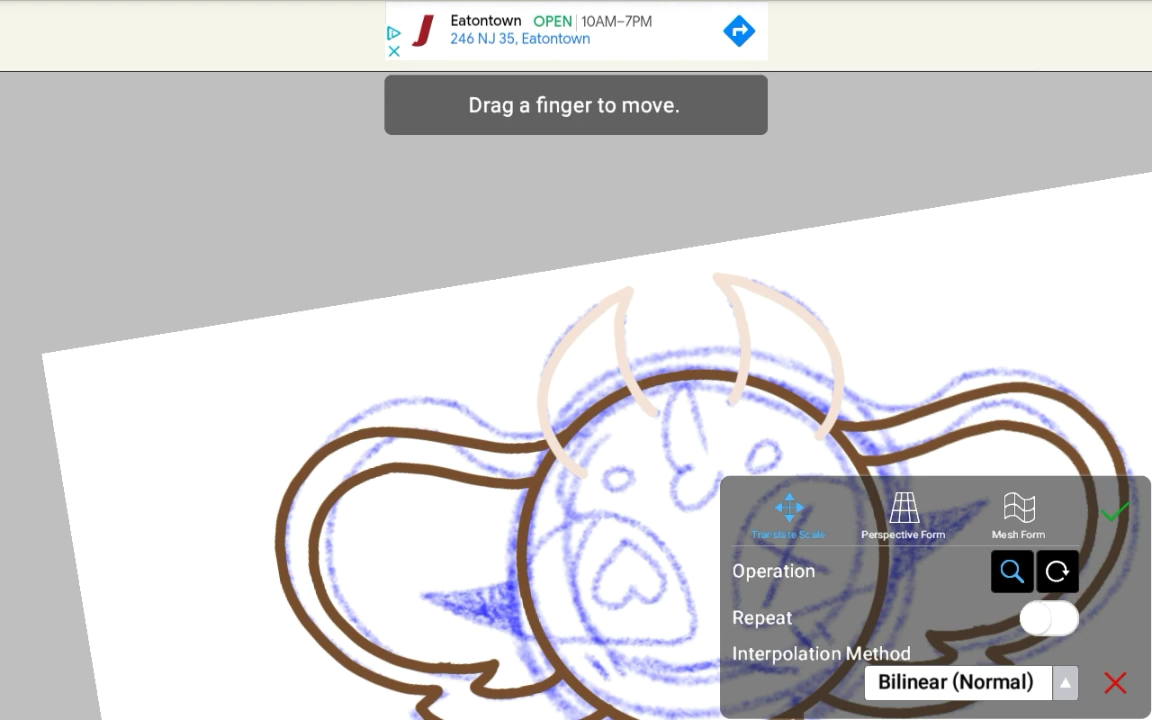 Eatontown OPEN | 10AM–7PM
246 NJ 35, Eatontown
Drag a finger to move.
Translate Scale Perspective Form Mesh Form
Operation
Repeat
Interpolation Method
Bilinear (Normal)